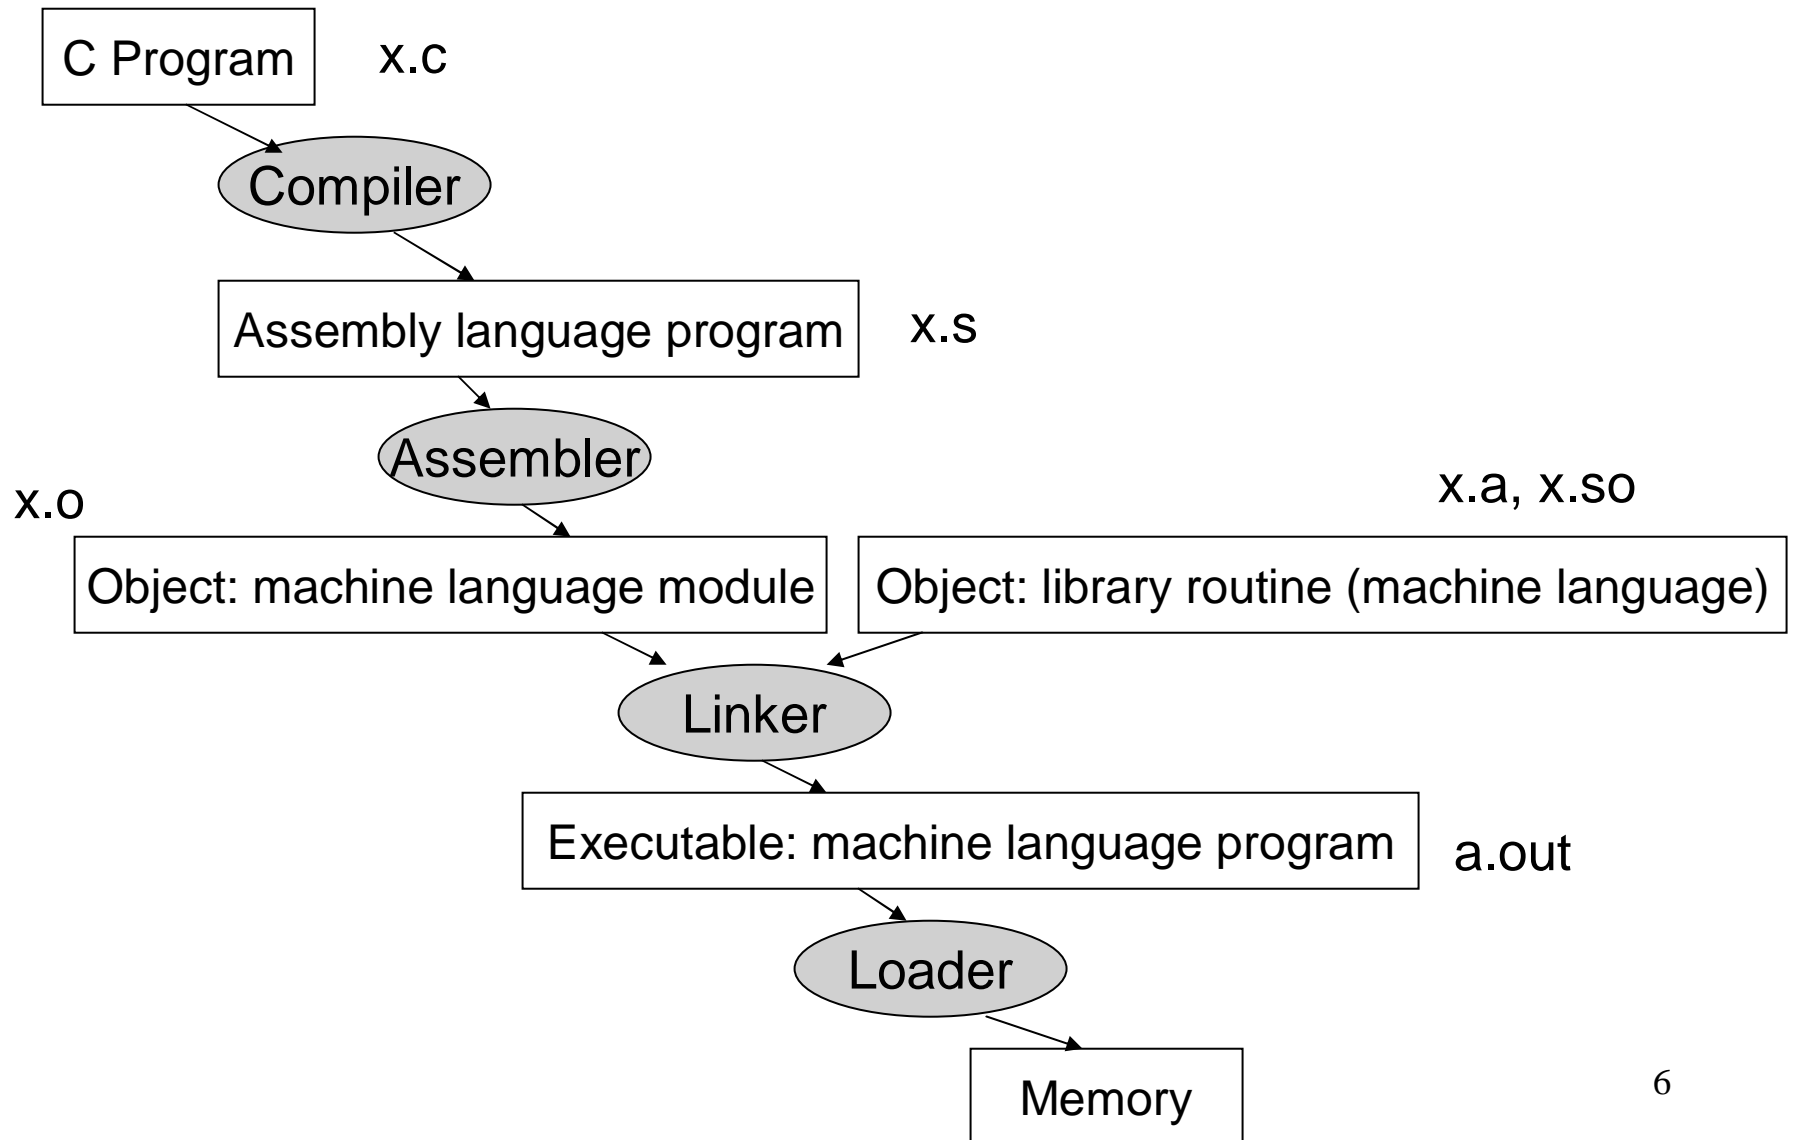 C Program
x.c
Compiler
Assembly language program
x.s
Assembler
x.o
x.a, x.so
Object: machine language module
Object: library routine (machine language)
Linker
Executable: machine language program
a.out
Loader
Memory
6